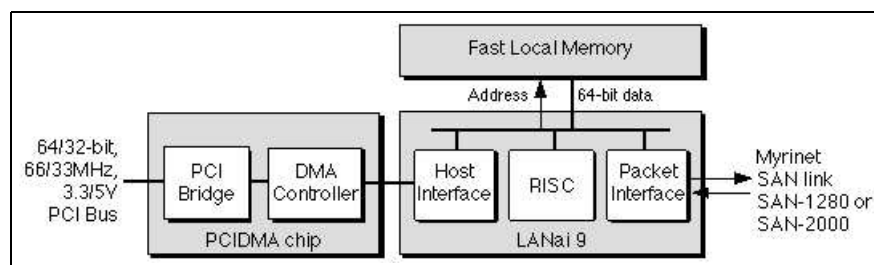 Fast Local Memory
Address
64-bit data
64/32-bit,
66/33MHz,
3.3/5V
PCI Bus
PCI
Bridge
DMA
Controller
PCIDMA chip
Host
Interface
RISC
Packet
Interface
LANai 9
Myrinet
SAN link
SAN-1280 or
SAN-2000